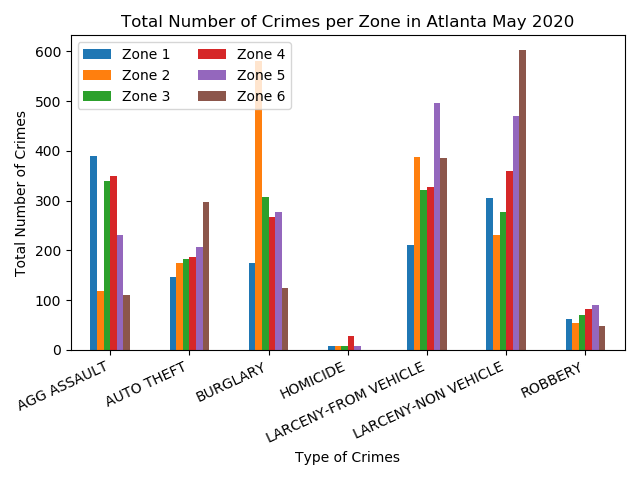 Total Number of Crimes per Zone in Atlanta May 2020
Zone 1
Zone 2
Zone 3
Zone 4
Zone 5
Zone 6
Total Number of Crimes
600
500
400
300
200
100
0
AGG ASSAULT
AUTO THEFT
BURGLARY
HOMICIDE
LARCENY-FROM VEHICLE
LARCENY-NON VEHICLE
ROBBERY
Type of Crimes